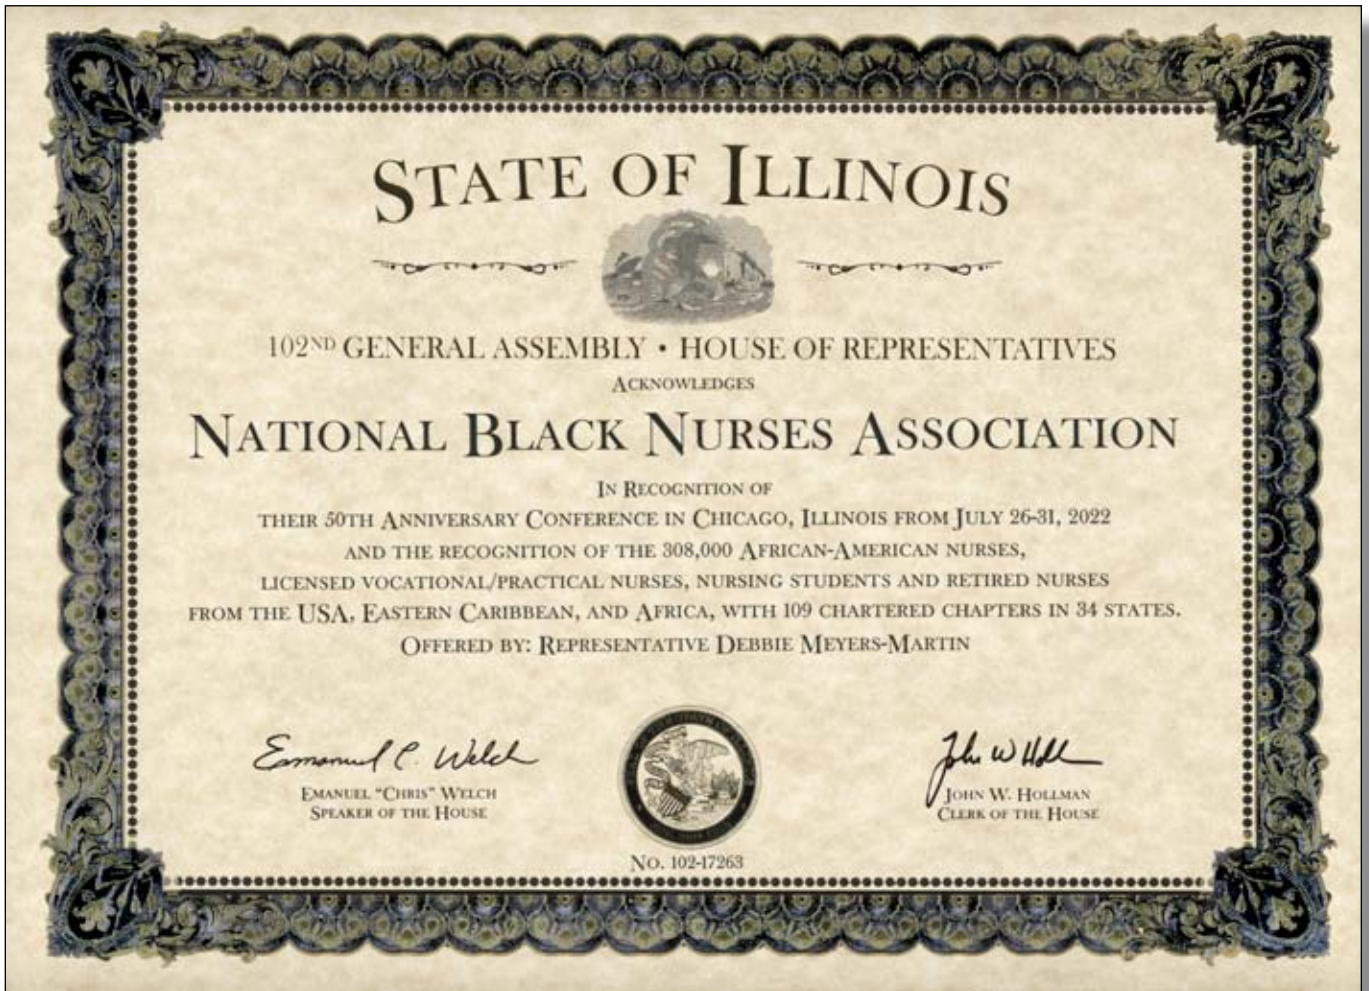 STATE OF ILLINOIS
102ND GENERAL ASSEMBLY • HOUSE OF REPRESENTATIVES
ACKNOWLEDGES
NATIONAL BLACK NURSES ASSOCIATION
IN RECOGNITION OF
THEIR 50TH ANNIVERSARY CONFERENCE IN CHICAGO, ILLINOIS FROM JULY 26-31, 2022
AND THE RECOGNITION OF THE 308,000 AFRICAN-AMERICAN NURSES,
LICENSED VOCATIONAL/PRACTICAL NURSES, NURSING STUDENTS AND RETIRED NURSES
FROM THE USA, EASTERN CARIBBEAN, AND AFRICA, WITH 109 CHARTERED CHAPTERS IN 34 STATES.
OFFERED BY: REPRESENTATIVE DEBBIE MEYERS-MARTIN
Emanuel C. Welch
EMANUEL "CHRIS" WELCH
SPEAKER OF THE HOUSE
John W Holl
JOHN W. HOLLMAN
CLERK OF THE HOUSE
NO. 102-17263